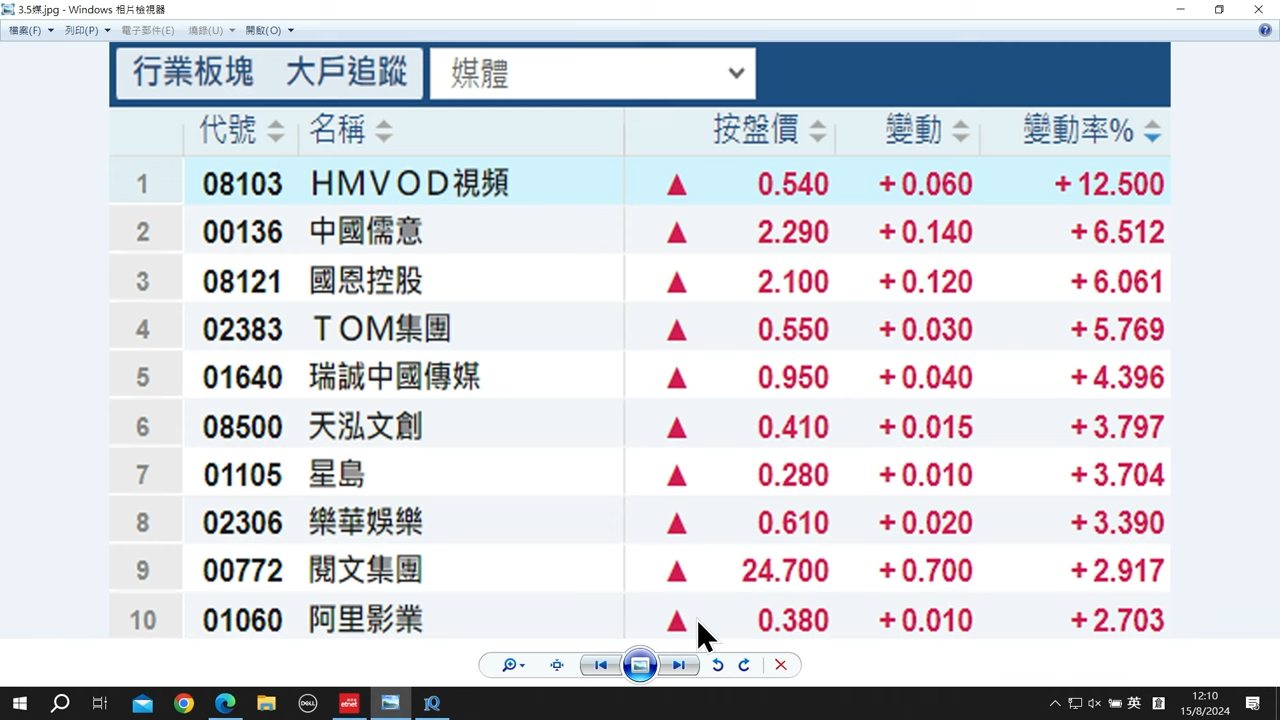 3.5煤.jpg - Windows 相片檢視器
檔案(F) 列印(P) 電子郵件(E) 燒錄(U) 開啟(O)
行業板塊 大戶追蹤 媒體
代號 名稱 按盤價 變動 變動率%
1 08103 ＨＭＶＯＤ視頻 ▲ 0.540 +0.060 +12.500
2 00136 中國儒意 ▲ 2.290 +0.140 +6.512
3 08121 國恩控股 ▲ 2.100 +0.120 +6.061
4 02383 ＴＯＭ集團 ▲ 0.550 +0.030 +5.769
5 01640 瑞誠中國傳媒 ▲ 0.950 +0.040 +4.396
6 08500 天泓文創 ▲ 0.410 +0.015 +3.797
7 01105 星島 ▲ 0.280 +0.010 +3.704
8 02306 樂華娛樂 ▲ 0.610 +0.020 +3.390
9 00772 閱文集團 ▲ 24.700 +0.700 +2.917
10 01060 阿里影業 ▲ 0.380 +0.010 +2.703
DELL etnet IQ 英 12:10
15/8/2024